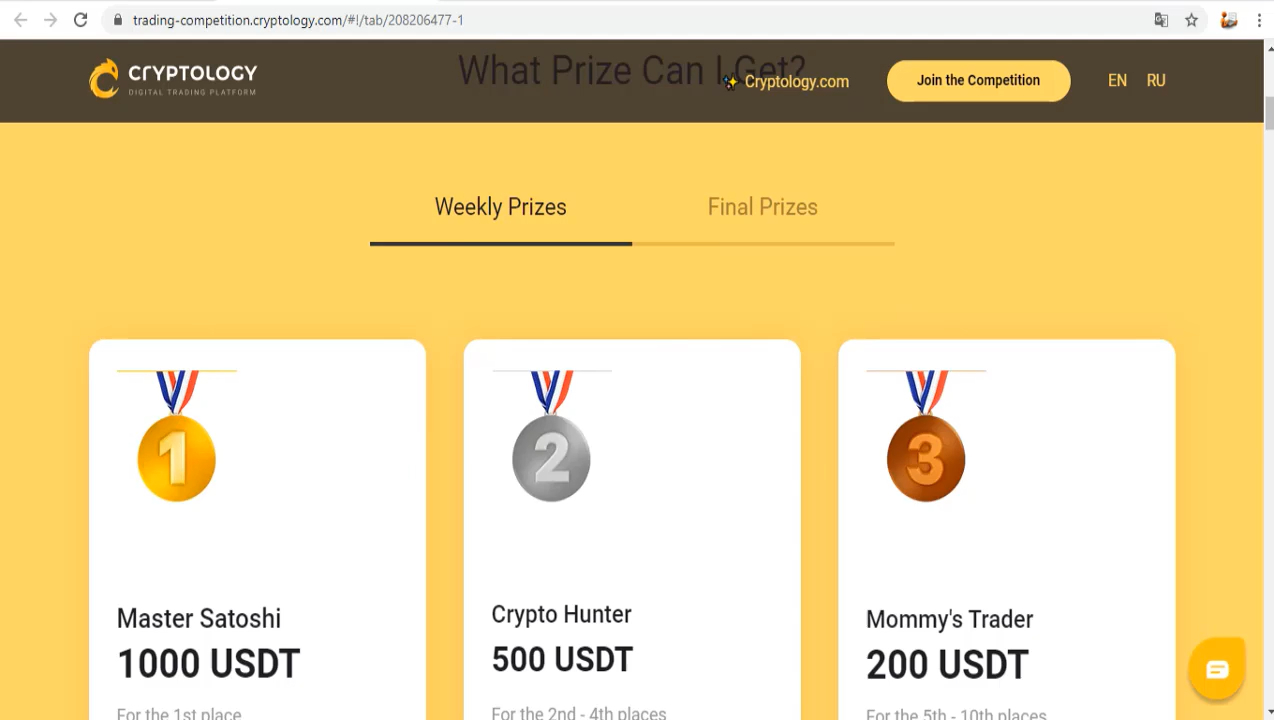 trading-competition.cryptology.com/#!/tab/208206477-1
What Prize Can I Get?
CRYPTOLOGY
DIGITAL TRADING PLATFORM
Cryptology.com
Join the Competition
EN RU
Weekly Prizes
Final Prizes
1
2
3
Master Satoshi
1000 USDT
For the 1st place
Crypto Hunter
500 USDT
For the 2nd - 4th places
Mommy's Trader
200 USDT
For the 5th - 10th places